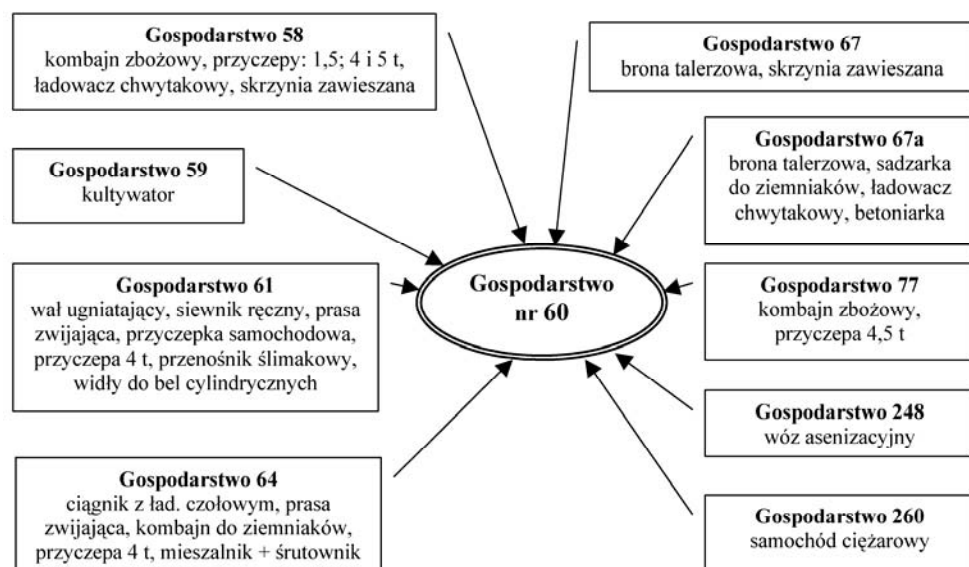 Gospodarstwo 58
kombajn zbożowy, przyczepy: 1,5; 4 i 5 t,
ładowacz chwytakowy, skrzynia zawieszana
Gospodarstwo 67
brona talerzowa, skrzynia zawieszana
Gospodarstwo 59
kultywator
Gospodarstwo 67a
brona talerzowa, sadzarka
do ziemniaków, ładowacz
chwytakowy, betoniarka
Gospodarstwo 61
wał ugniatający, siewnik ręczny, prasa
zwijająca, przyczepka samochodowa,
przyczepa 4 t, przenośnik ślimakowy,
widły do bel cylindrycznych
Gospodarstwo
nr 60
Gospodarstwo 77
kombajn zbożowy,
przyczepa 4,5 t
Gospodarstwo 248
wóz asenizacyjny
Gospodarstwo 64
ciągnik z ład. czołowym, prasa
zwijająca, kombajn do ziemniaków,
przyczepa 4 t, mieszalnik + śrutownik
Gospodarstwo 260
samochód ciężarowy